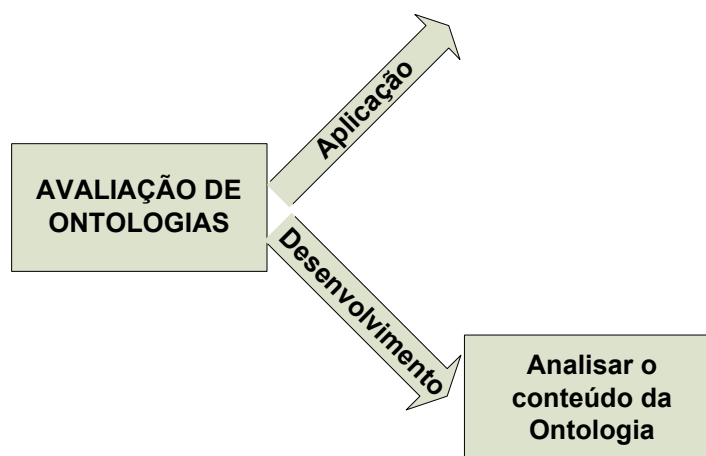 Aplicação
AVALIAÇÃO DE
ONTOLOGIAS
Desenvolvimento
Analisar o
conteúdo da
Ontologia